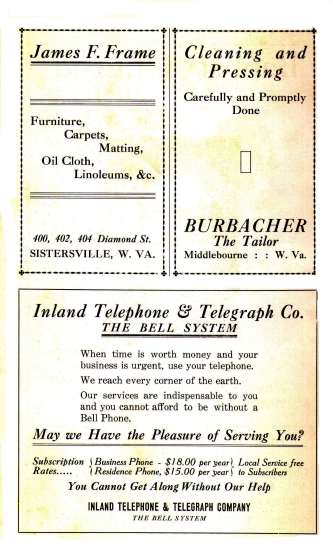 James F. Frame
Furniture,
Carpets,
Matting,
Oil Cloth,
Linoleums, &c.
400, 402, 404 Diamond St.
SISTERSVILLE, W. VA.
Cleaning and
Pressing
Carefully and Promptly
Done
BURBACHER
The Tailor
Middlebourne : : W. Va.
Inland Telephone & Telegraph Co.
THE BELL SYSTEM
When time is worth money and your
business is urgent, use your telephone.
We reach every corner of the earth.
Our services are indispensable to you
and you cannot afford to be without a
Bell Phone.
May we Have the Pleasure of Serving You?
Subscription { Business Phone - $18.00 per year } Local Service free
Rates..... { Residence Phone, $15.00 per year } to Subscribers
You Cannot Get Along Without Our Help
INLAND TELEPHONE & TELEGRAPH COMPANY
THE BELL SYSTEM